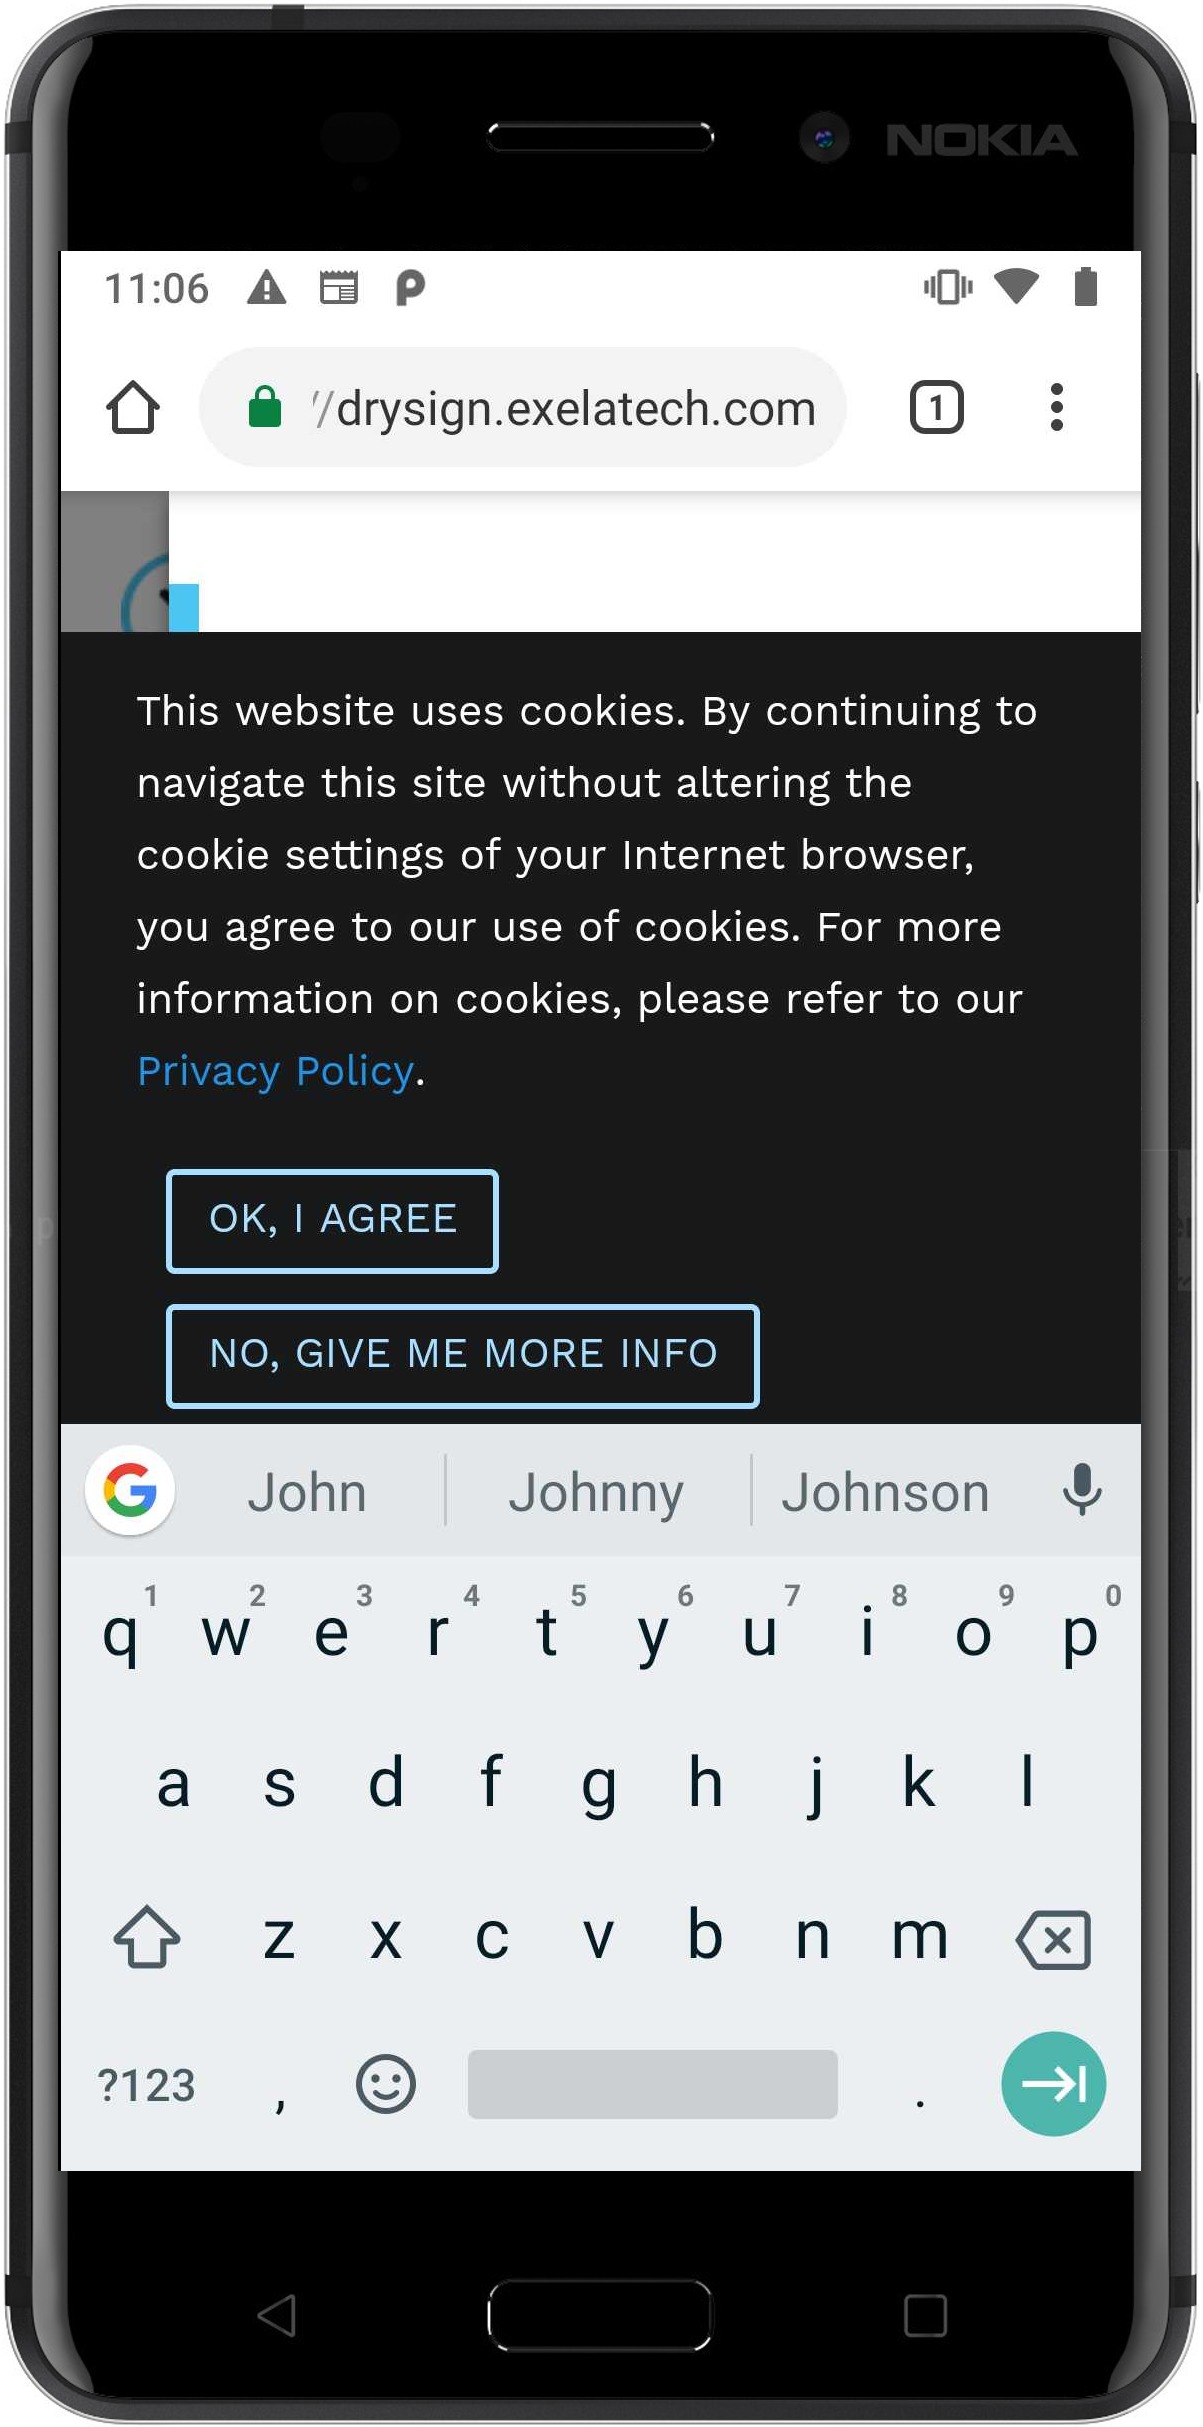 NOKIA
11:06
//drysign.exelatech.com
1
This website uses cookies. By continuing to
navigate this site without altering the
cookie settings of your Internet browser,
you agree to our use of cookies. For more
information on cookies, please refer to our
Privacy Policy.
OK, I AGREE
NO, GIVE ME MORE INFO
G John Johnny Johnson
1 2 3 4 5 6 7 8 9 0
q w e r t y u i o p
a s d f g h j k l
z x c v b n m
?123 , .